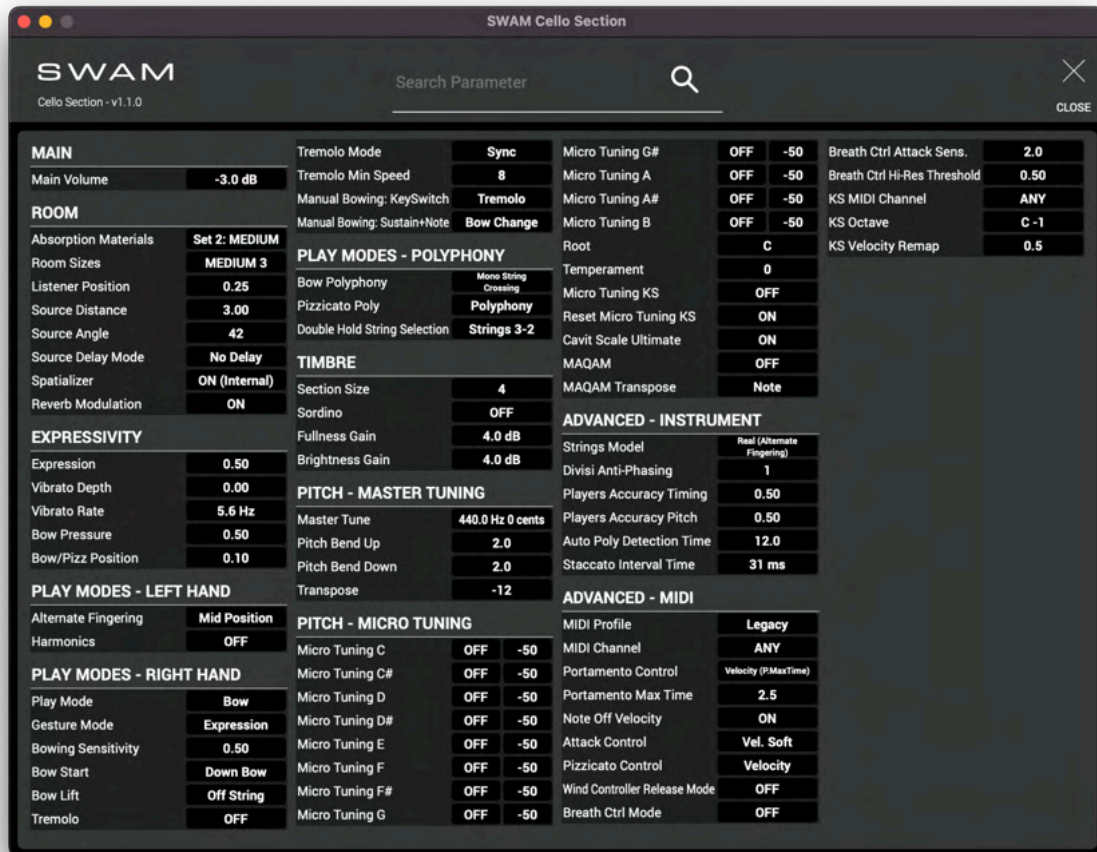 SWAM Cello Section
SWAM
Cello Section - v1.1.0
Search Parameter
CLOSE
MAIN
Main Volume -3.0 dB
ROOM
Absorption Materials Set 2: MEDIUM
Room Sizes MEDIUM 3
Listener Position 0.25
Source Distance 3.00
Source Angle 42
Source Delay Mode No Delay
Spatializer ON (Internal)
Reverb Modulation ON
EXPRESSIVITY
Expression 0.50
Vibrato Depth 0.00
Vibrato Rate 5.6 Hz
Bow Pressure 0.50
Bow/Pizz Position 0.10
PLAY MODES - LEFT HAND
Alternate Fingering Mid Position
Harmonics OFF
PLAY MODES - RIGHT HAND
Play Mode Bow
Gesture Mode Expression
Bowing Sensitivity 0.50
Bow Start Down Bow
Bow Lift Off String
Tremolo OFF
Tremolo Mode Sync
Tremolo Min Speed 8
Manual Bowing: KeySwitch Tremolo
Manual Bowing: Sustain+Note Bow Change
PLAY MODES - POLYPHONY
Bow Polyphony Mono String Crossing
Pizzicato Poly Polyphony
Double Hold String Selection Strings 3-2
TIMBRE
Section Size 4
Sordino OFF
Fullness Gain 4.0 dB
Brightness Gain 4.0 dB
PITCH - MASTER TUNING
Master Tune 440.0 Hz 0 cents
Pitch Bend Up 2.0
Pitch Bend Down 2.0
Transpose -12
PITCH - MICRO TUNING
Micro Tuning C OFF -50
Micro Tuning C# OFF -50
Micro Tuning D OFF -50
Micro Tuning D# OFF -50
Micro Tuning E OFF -50
Micro Tuning F OFF -50
Micro Tuning F# OFF -50
Micro Tuning G OFF -50
Micro Tuning G# OFF -50
Micro Tuning A OFF -50
Micro Tuning A# OFF -50
Micro Tuning B OFF -50
Root C
Temperament 0
Micro Tuning KS OFF
Reset Micro Tuning KS ON
Cavit Scale Ultimate ON
MAQAM OFF
MAQAM Transpose Note
ADVANCED - INSTRUMENT
Strings Model Real (Alternate Fingering)
Divisi Anti-Phasing 1
Players Accuracy Timing 0.50
Players Accuracy Pitch 0.50
Auto Poly Detection Time 12.0
Staccato Interval Time 31 ms
ADVANCED - MIDI
MIDI Profile Legacy
MIDI Channel ANY
Portamento Control Velocity (P.MaxTime)
Portamento Max Time 2.5
Note Off Velocity ON
Attack Control Vel. Soft
Pizzicato Control Velocity
Wind Controller Release Mode OFF
Breath Ctrl Mode OFF
Breath Ctrl Attack Sens. 2.0
Breath Ctrl Hi-Res Threshold 0.50
KS MIDI Channel ANY
KS Octave C -1
KS Velocity Remap 0.5